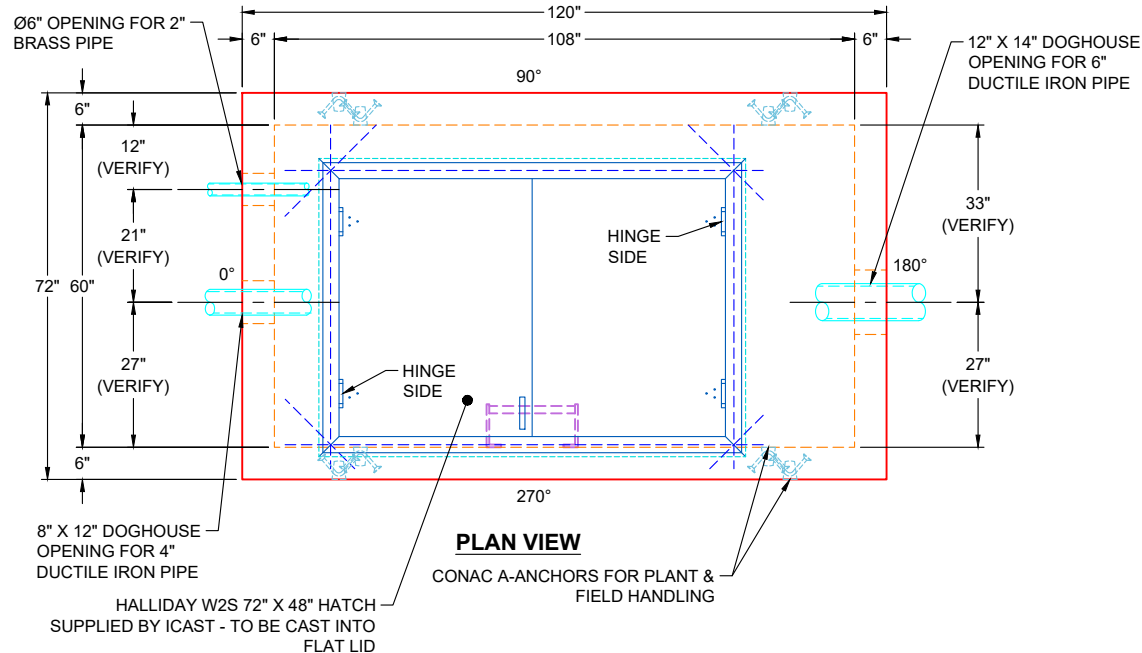 Ø6" OPENING FOR 2"
BRASS PIPE
120"
6"
108"
6"
12" X 14" DOGHOUSE
OPENING FOR 6"
DUCTILE IRON PIPE
90°
6"
12"
(VERIFY)
21"
(VERIFY)
33"
(VERIFY)
HINGE
SIDE
0°
180°
72"
60"
27"
(VERIFY)
HINGE
SIDE
27"
(VERIFY)
6"
270°
8" X 12" DOGHOUSE
OPENING FOR 4"
DUCTILE IRON PIPE
PLAN VIEW
CONAC A-ANCHORS FOR PLANT &
FIELD HANDLING
HALLIDAY W2S 72" X 48" HATCH
SUPPLIED BY ICAST - TO BE CAST INTO
FLAT LID